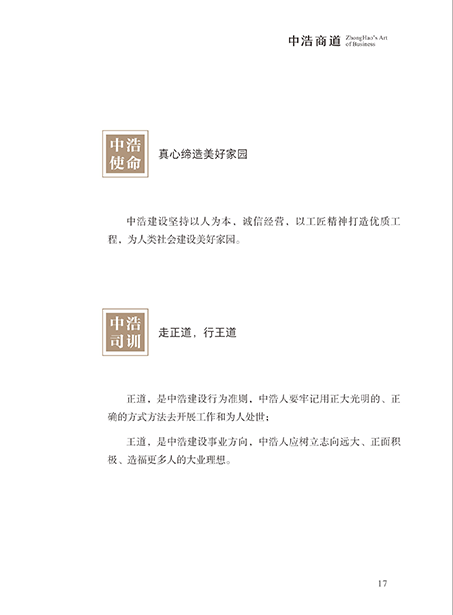 中浩商道 ZhongHao's Art
of Business
中浩
使命
真心缔造美好家园
中浩建设坚持以人为本，诚信经营，以工匠精神打造优质工
程，为人类社会建设美好家园。
中浩
司训
走正道，行王道
正道，是中浩建设行为准则，中浩人要牢记用正大光明的、正
确的方式方法去开展工作和为人处世；
王道，是中浩建设事业方向，中浩人应树立志向远大、正面积
极、造福更多人的大业理想。
17